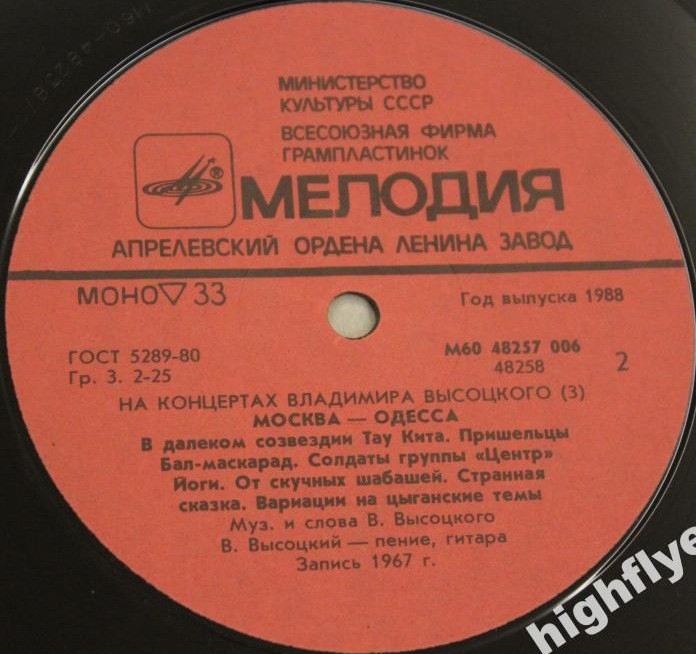 М60-48258
МИНИСТЕРСТВО
КУЛЬТУРЫ СССР
ВСЕСОЮЗНАЯ ФИРМА
ГРАМПЛАСТИНОК
®
МЕЛОДИЯ
АПРЕЛЕВСКИЙ ОРДЕНА ЛЕНИНА ЗАВОД
МОНО ▽ 33
Год выпуска 1988
ГОСТ 5289-80
Гр. 3. 2-25
М60 48257 006
48258
2
НА КОНЦЕРТАХ ВЛАДИМИРА ВЫСОЦКОГО (3)
МОСКВА — ОДЕССА
В далеком созвездии Тау Кита. Пришельцы
Бал-маскарад. Солдаты группы «Центр»
Йоги. От скучных шабашей. Странная
сказка. Вариации на цыганские темы
Муз. и слова В. Высоцкого
В. Высоцкий — пение, гитара
Запись 1967 г.
highflye